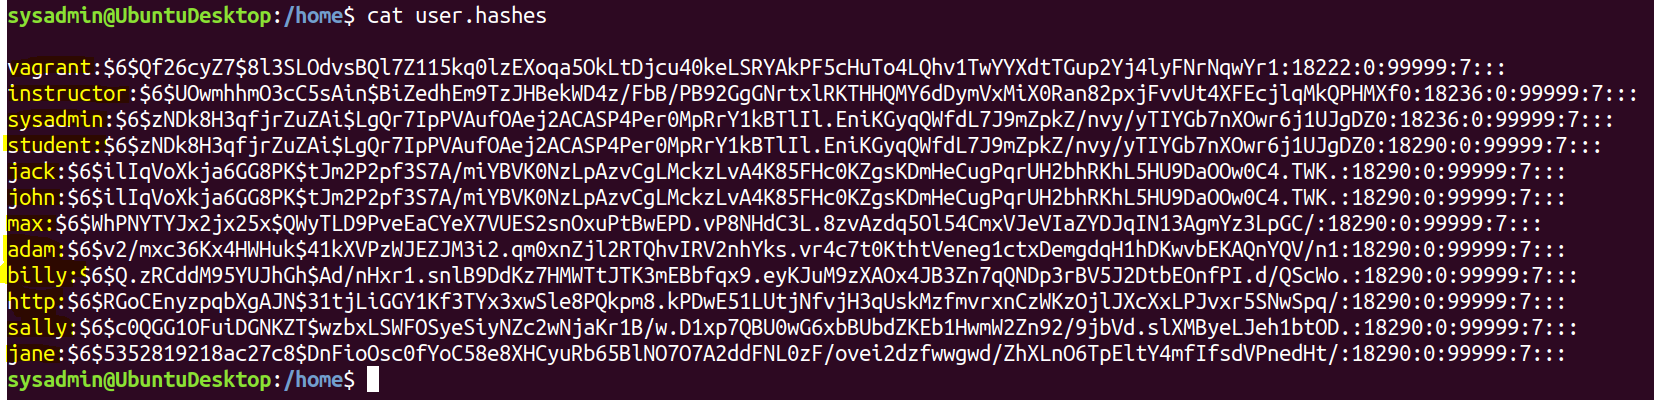 sysadmin@UbuntuDesktop:/home$ cat user.hashes
vagrant:$6$Qf26cyZ7$8l3SLOdvsBQl7Z115kq0lzEXoqa5OkLtDjcu40keLSRYAkPF5cHuTo4LQhv1TwYYXdtTGup2Yj4lyFNrNqwYr1:18222:0:99999:7:::
instructor:$6$UOwmhhmO3cC5sAin$BiZedhEm9TzJHBekWD4z/FbB/PB92GgGNrtxlRKTHHQMY6dDymVxMiX0Ran82pxjFvvUt4XFEcjlqMkQPHMXf0:18236:0:99999:7:::
sysadmin:$6$zNDk8H3qfjrZuZAi$LgQr7IpPVAufOAej2ACASP4Per0MpRrY1kBTlIl.EniKGyqQWfdL7J9mZpkZ/nvy/yTIYGb7nXOwr6j1UJgDZ0:18236:0:99999:7:::
student:$6$zNDk8H3qfjrZuZAi$LgQr7IpPVAufOAej2ACASP4Per0MpRrY1kBTlIl.EniKGyqQWfdL7J9mZpkZ/nvy/yTIYGb7nXOwr6j1UJgDZ0:18290:0:99999:7:::
jack:$6$ilIqVoXkja6GG8PK$tJm2P2pf3S7A/miYBVK0NzLpAzvCgLMckzLvA4K85FHc0KZgsKDmHeCugPqrUH2bhRKhL5HU9DaOOw0C4.TWK.:18290:0:99999:7:::
john:$6$ilIqVoXkja6GG8PK$tJm2P2pf3S7A/miYBVK0NzLpAzvCgLMckzLvA4K85FHc0KZgsKDmHeCugPqrUH2bhRKhL5HU9DaOOw0C4.TWK.:18290:0:99999:7:::
max:$6$WhPNYTYJx2jx25x$QWyTLD9PveEaCYeX7VUES2snOxuPtBwEPD.vP8NHdC3L.8zvAzdq5Ol54CmxVJeVIaZYDJqIN13AgmYz3LpGC/:18290:0:99999:7:::
adam:$6$v2/mxc36Kx4HWHuk$41kXVPzWJEZJM3i2.qm0xnZjl2RTQhvIRV2nhYks.vr4c7t0KthtVeneg1ctxDemgdqH1hDKwvbEKAQnYQV/n1:18290:0:99999:7:::
billy:$6$Q.zRCddM95YUJhGh$Ad/nHxr1.snlB9DdKz7HMWTtJTK3mEBbfqx9.eyKJuM9zXAOx4JB3Zn7qQNDp3rBV5J2DtbEOnfPI.d/QScWo.:18290:0:99999:7:::
http:$6$RGoCEnyzpqbXgAJN$31tjLiGGY1Kf3TYx3xwSle8PQkpm8.kPDwE51LUtjNfvjH3qUskMzfmvrxnCzWKzOjlJXcXxLPJvxr5SNwSpq/:18290:0:99999:7:::
sally:$6$c0QGG1OFuiDGNKZT$wzbxLSWFOSyeSiyNZc2wNjaKr1B/w.D1xp7QBU0wG6xbBUbdZKEb1HwmW2Zn92/9jbVd.slXMByeLJeh1btOD.:18290:0:99999:7:::
jane:$6$5352819218ac27c8$DnFioOsc0fYoC58e8XHCyuRb65BlNO7O7A2ddFNL0zF/ovei2dzfwwgwd/ZhXLnO6TpEltY4mfIfsdVPnedHt/:18290:0:99999:7:::
sysadmin@UbuntuDesktop:/home$